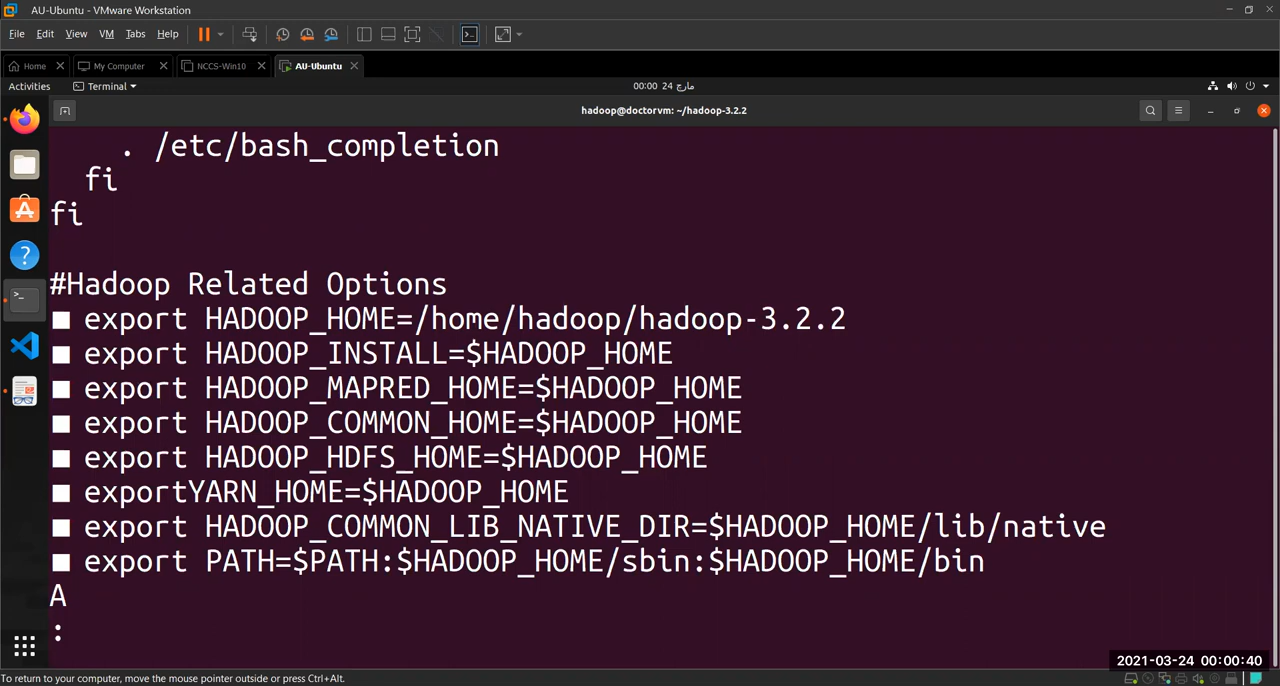 AU-Ubuntu - VMware Workstation
File Edit View VM Tabs Help
Home My Computer NCCS-Win10 AU-Ubuntu
Activities Terminal 00:00 24 مارچ
hadoop@doctorvm: ~/hadoop-3.2.2
. /etc/bash_completion
fi
fi
#Hadoop Related Options
■ export HADOOP_HOME=/home/hadoop/hadoop-3.2.2
■ export HADOOP_INSTALL=$HADOOP_HOME
■ export HADOOP_MAPRED_HOME=$HADOOP_HOME
■ export HADOOP_COMMON_HOME=$HADOOP_HOME
■ export HADOOP_HDFS_HOME=$HADOOP_HOME
■ exportYARN_HOME=$HADOOP_HOME
■ export HADOOP_COMMON_LIB_NATIVE_DIR=$HADOOP_HOME/lib/native
■ export PATH=$PATH:$HADOOP_HOME/sbin:$HADOOP_HOME/bin
A
:
2021-03-24 00:00:40
To return to your computer, move the mouse pointer outside or press Ctrl+Alt.